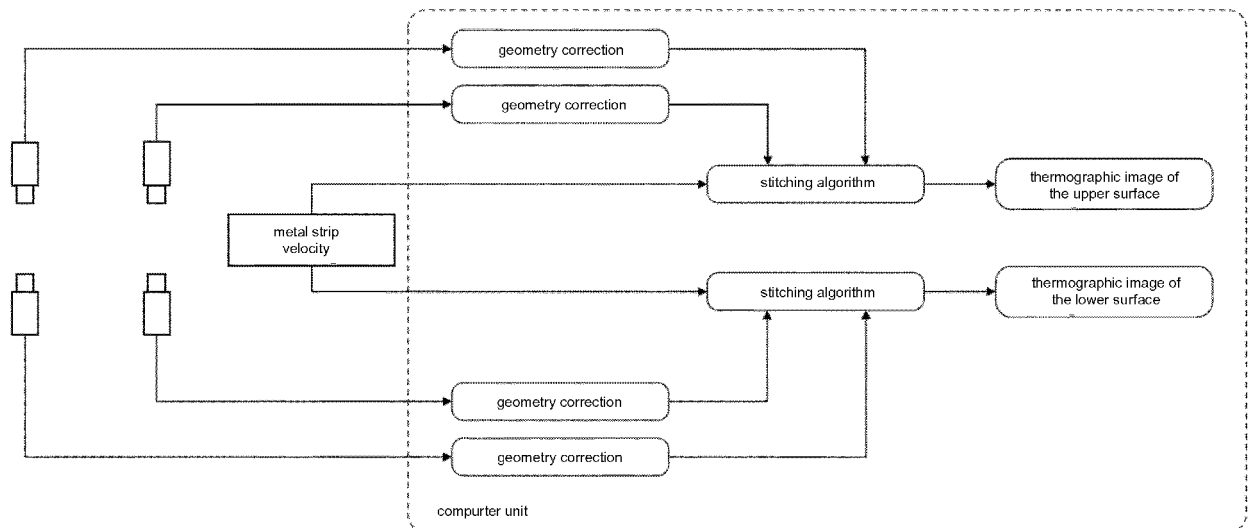 geometry correction
geometry correction
stitching algorithm
thermographic image of
the upper surface
metal strip
velocity
stitching algorithm
thermographic image of
the lower surface
geometry correction
geometry correction
compurter unit